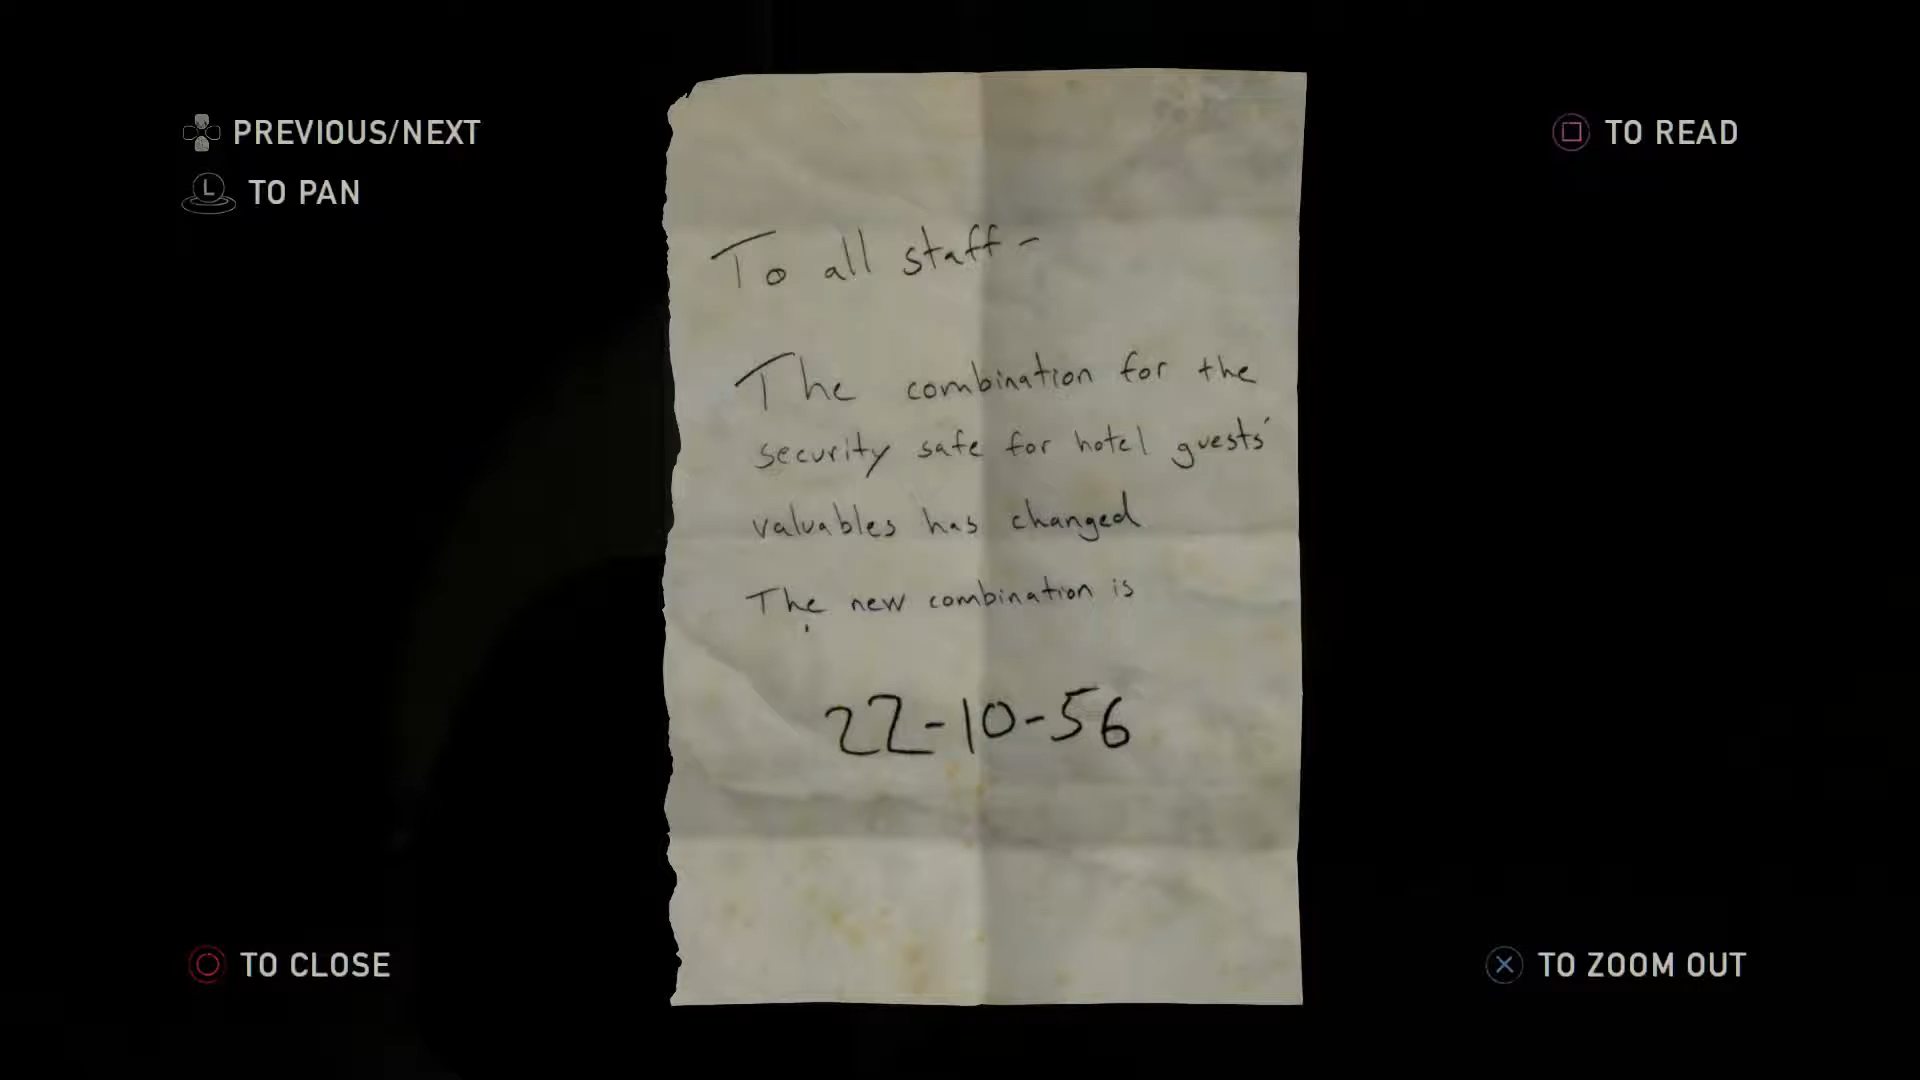 PREVIOUS/NEXT
L TO PAN
TO READ
To all staff-
The combination for the
security safe for hotel guests'
valuables has changed
The new combination is
22-10-56
TO CLOSE
TO ZOOM OUT